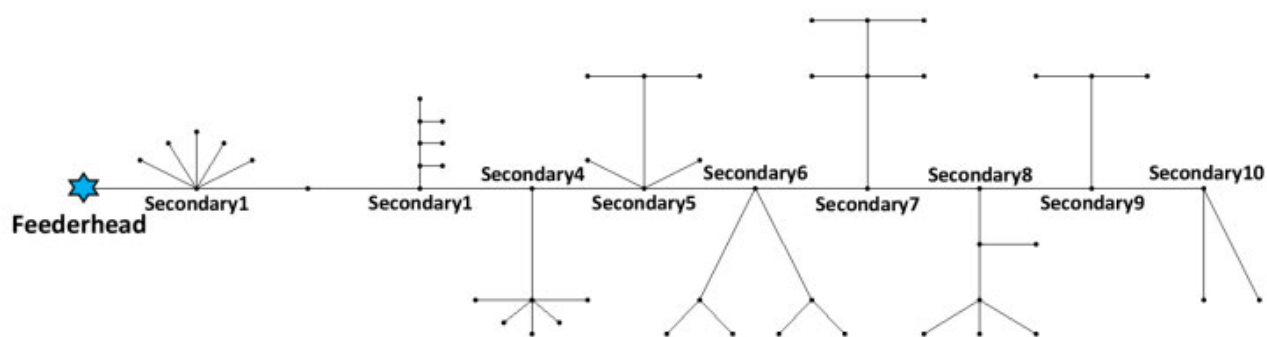 Feederhead
Secondary1
Secondary1
Secondary4
Secondary5
Secondary6
Secondary7
Secondary8
Secondary9
Secondary10